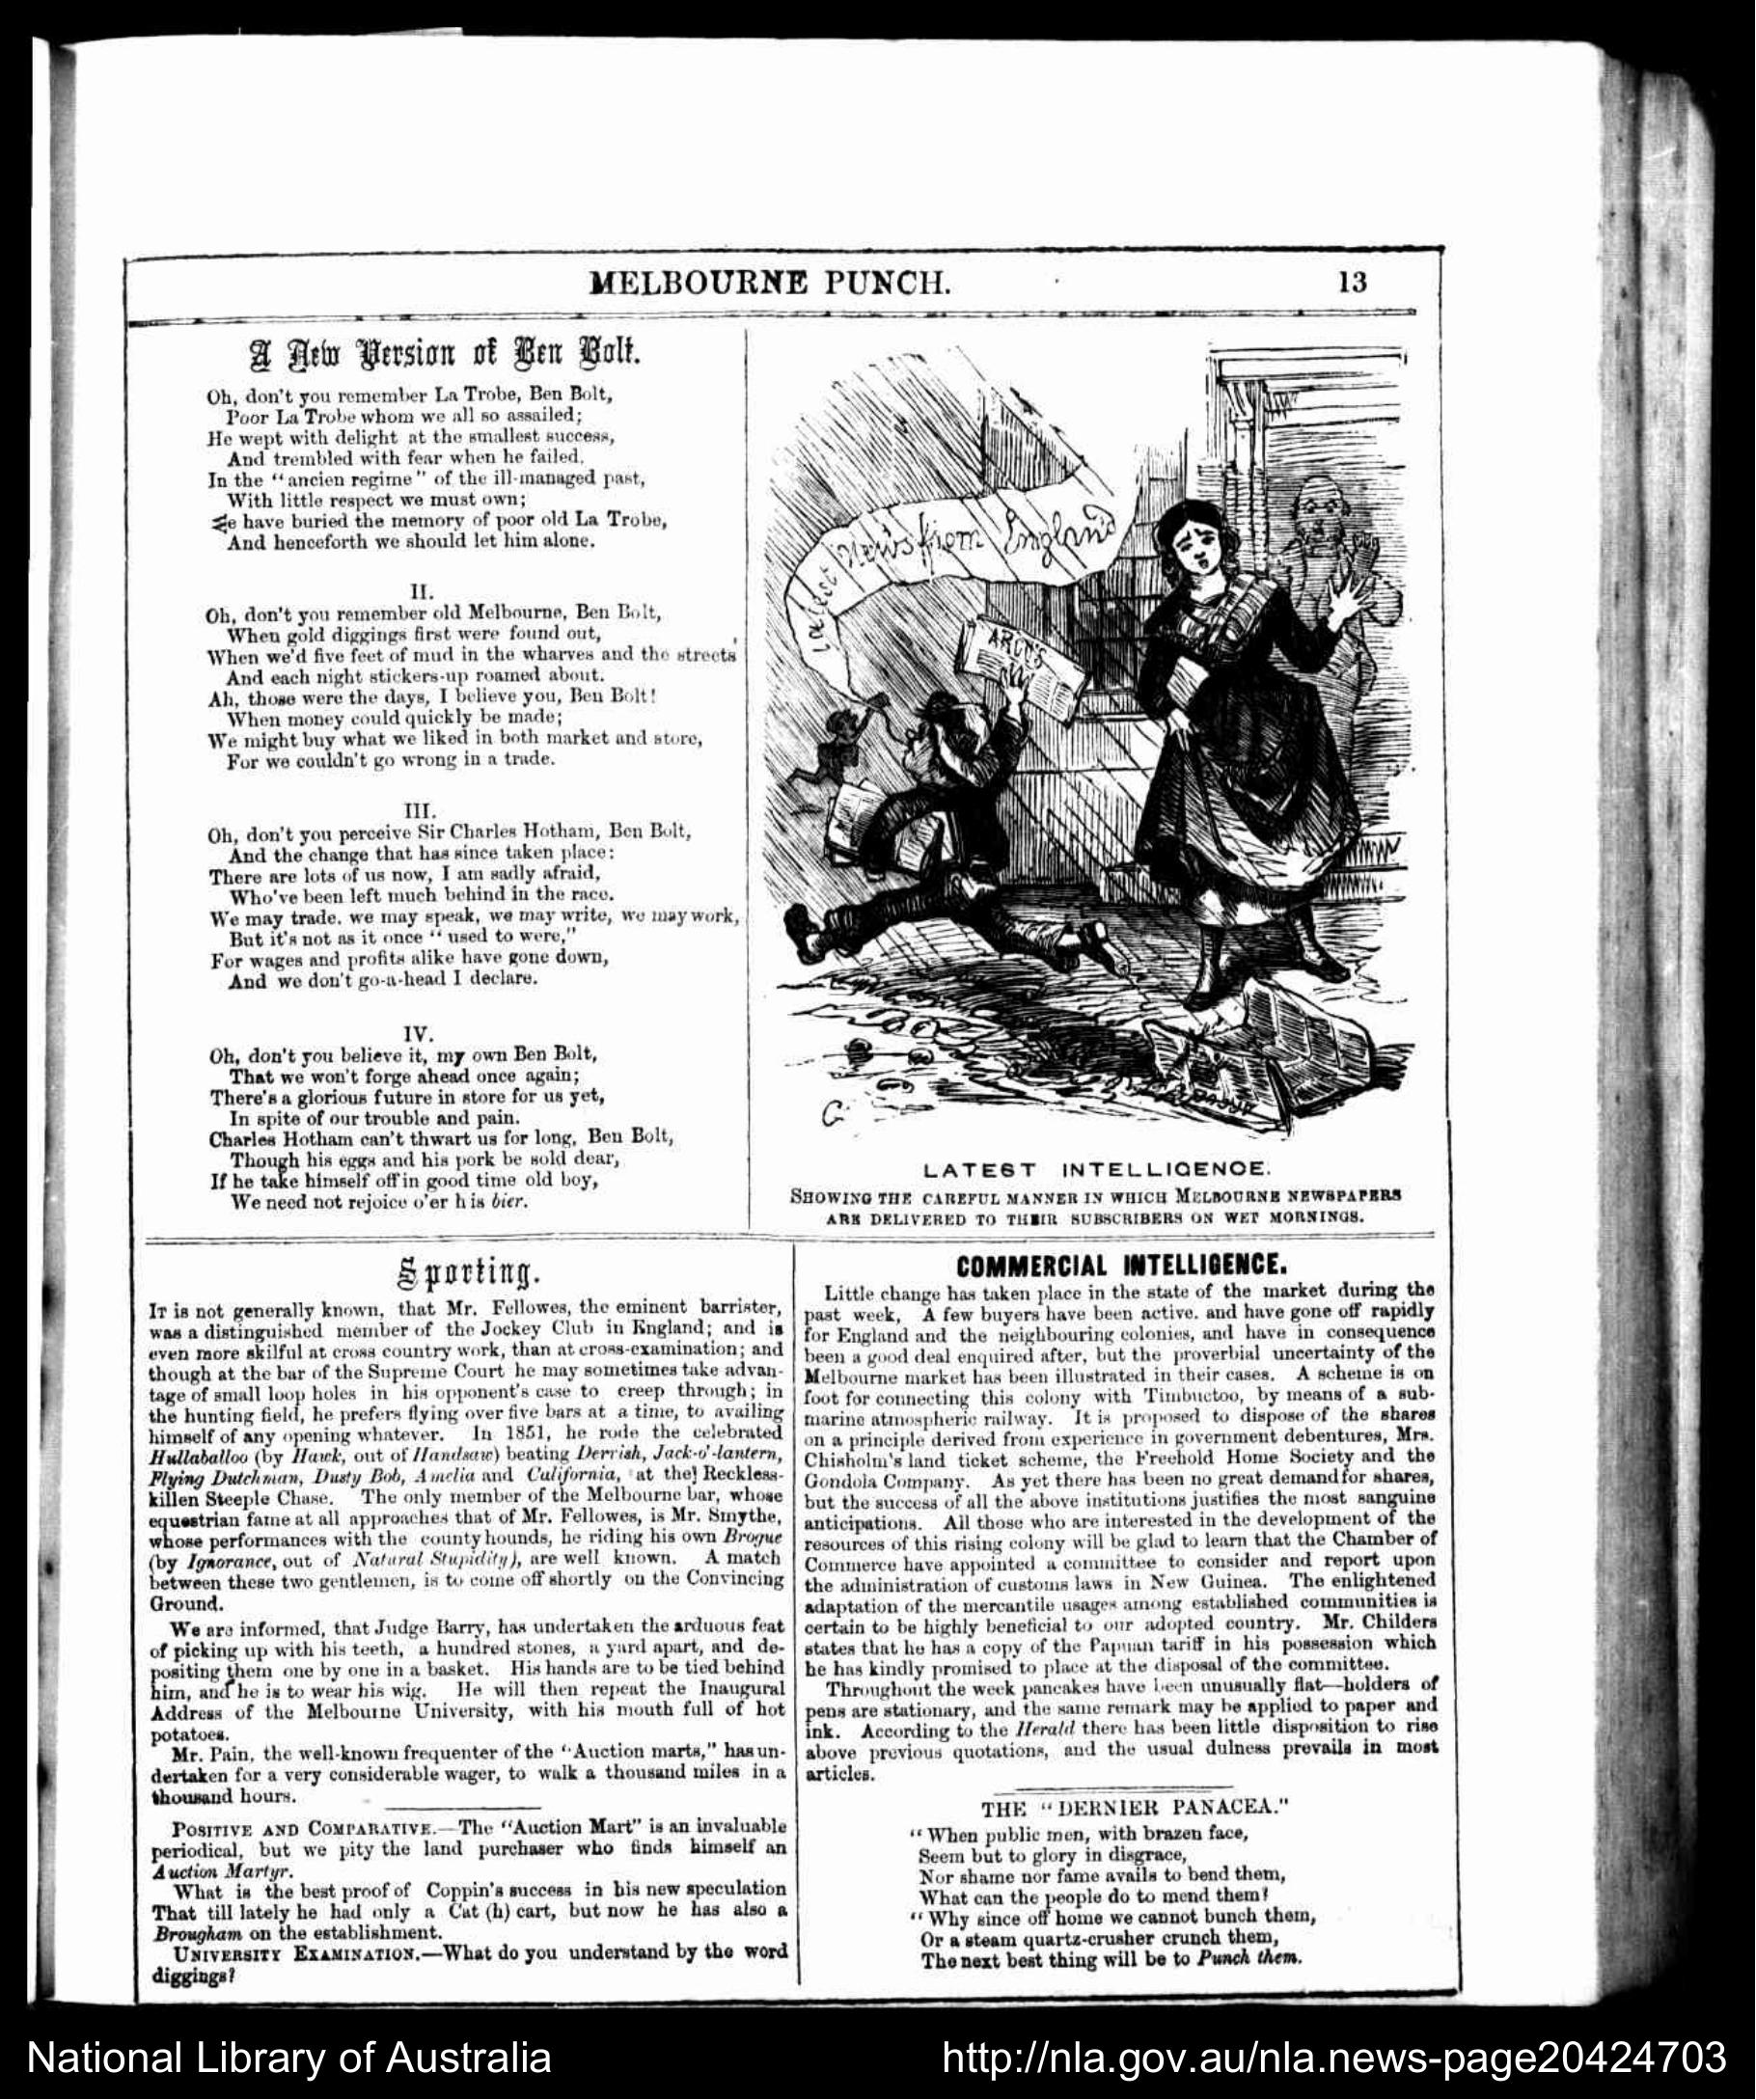 MELBOURNE PUNCH.
13
A New Version of Ben Bolt.
Oh, don't you remember La Trobe, Ben Bolt,
Poor La Trobe whom we all so assailed;
He wept with delight at the smallest success,
And trembled with fear when he failed.
In the "ancien regime" of the ill-managed past,
With little respect we must own;
We have buried the memory of poor old La Trobe,
And henceforth we should let him alone.
II.
Oh, don't you remember old Melbourne, Ben Bolt,
When gold diggings first were found out,
When we'd five feet of mud in the wharves and the streets
And each night stickers-up roamed about.
Ah, those were the days, I believe you, Ben Bolt!
When money could quickly be made;
We might buy what we liked in both market and store,
For we couldn't go wrong in a trade.
III.
Oh, don't you perceive Sir Charles Hotham, Ben Bolt,
And the change that has since taken place:
There are lots of us now, I am sadly afraid,
Who've been left much behind in the race.
We may trade, we may speak, we may write, we may work,
But it's not as it once "used to were,"
For wages and profits alike have gone down,
And we don't go-a-head I declare.
IV.
Oh, don't you believe it, my own Ben Bolt,
That we won't forge ahead once again;
There's a glorious future in store for us yet,
In spite of our trouble and pain.
Charles Hotham can't thwart us for long, Ben Bolt,
Though his eggs and his pork be sold dear,
If he take himself off in good time old boy,
We need not rejoice o'er his bier.
Latest News from England
ARGUS
ARGUS
G
LATEST INTELLIGENCE.
SHOWING THE CAREFUL MANNER IN WHICH MELBOURNE NEWSPAPERS
ARE DELIVERED TO THEIR SUBSCRIBERS ON WET MORNINGS.
Sporting.
IT is not generally known, that Mr. Fellowes, the eminent barrister,
was a distinguished member of the Jockey Club in England; and is
even more skilful at cross country work, than at cross-examination; and
though at the bar of the Supreme Court he may sometimes take advan-
tage of small loop holes in his opponent's case to creep through; in
the hunting field, he prefers flying over five bars at a time, to availing
himself of any opening whatever. In 1851, he rode the celebrated
Hullaballoo (by Hawk, out of Handsaw) beating Derrish, Jack-o'-lantern,
Flying Dutchman, Dusty Bob, Amelia and California, at the Reckless-
killen Steeple Chase. The only member of the Melbourne bar, whose
equestrian fame at all approaches that of Mr. Fellowes, is Mr. Smythe,
whose performances with the county hounds, he riding his own Brogue
(by Ignorance, out of Natural Stupidity), are well known. A match
between these two gentlemen, is to come off shortly on the Convincing
Ground.
We are informed, that Judge Barry, has undertaken the arduous feat
of picking up with his teeth, a hundred stones, a yard apart, and de-
positing them one by one in a basket. His hands are to be tied behind
him, and he is to wear his wig. He will then repeat the Inaugural
Address of the Melbourne University, with his mouth full of hot
potatoes.
Mr. Pain, the well-known frequenter of the "Auction marts," has un-
dertaken for a very considerable wager, to walk a thousand miles in a
thousand hours.
POSITIVE AND COMPARATIVE.—The "Auction Mart" is an invaluable
periodical, but we pity the land purchaser who finds himself an
Auction Martyr.
What is the best proof of Coppin's success in his new speculation
That till lately he had only a Cat (h) cart, but now he has also a
Brougham on the establishment.
UNIVERSITY EXAMINATION.—What do you understand by the word
diggings?
COMMERCIAL INTELLIGENCE.
Little change has taken place in the state of the market during the
past week, A few buyers have been active. and have gone off rapidly
for England and the neighbouring colonies, and have in consequence
been a good deal enquired after, but the proverbial uncertainty of the
Melbourne market has been illustrated in their cases. A scheme is on
foot for connecting this colony with Timbuctoo, by means of a sub-
marine atmospheric railway. It is proposed to dispose of the shares
on a principle derived from experience in government debentures, Mrs.
Chisholm's land ticket scheme, the Freehold Home Society and the
Gondola Company. As yet there has been no great demand for shares,
but the success of all the above institutions justifies the most sanguine
anticipations. All those who are interested in the development of the
resources of this rising colony will be glad to learn that the Chamber of
Commerce have appointed a committee to consider and report upon
the administration of customs laws in New Guinea. The enlightened
adaptation of the mercantile usages among established communities is
certain to be highly beneficial to our adopted country. Mr. Childers
states that he has a copy of the Papuan tariff in his possession which
he has kindly promised to place at the disposal of the committee.
Throughout the week pancakes have been unusually flat—holders of
pens are stationary, and the same remark may be applied to paper and
ink. According to the Herald there has been little disposition to rise
above previous quotations, and the usual dulness prevails in most
articles.
THE "DERNIER PANACEA."
"When public men, with brazen face,
Seem but to glory in disgrace,
Nor shame nor fame avails to bend them,
What can the people do to mend them?
"Why since off home we cannot bunch them,
Or a steam quartz-crusher crunch them,
The next best thing will be to Punch them.
National Library of Australia
http://nla.gov.au/nla.news-page20424703